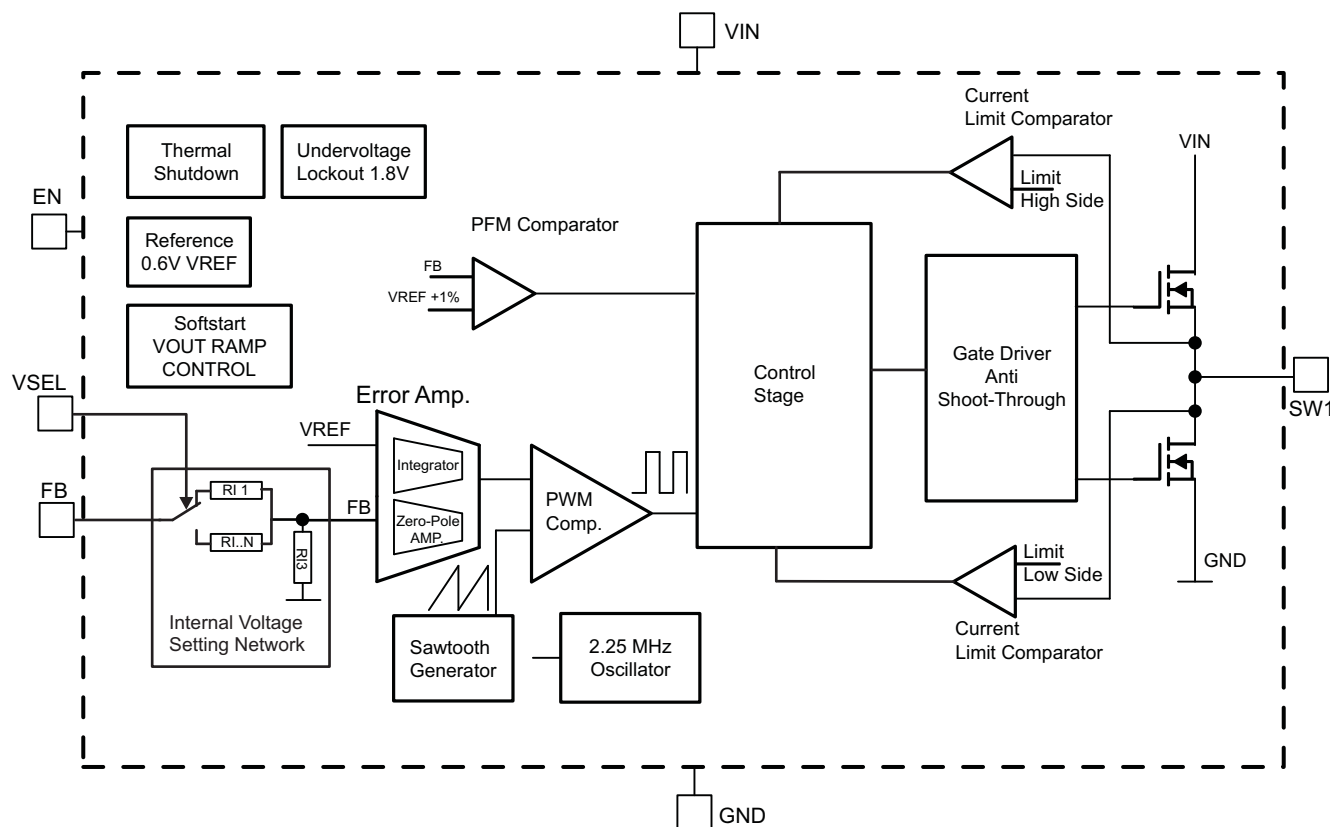 VIN
Current
Limit Comparator
VIN
Thermal
Shutdown
Undervoltage
Lockout 1.8V
Limit
High Side
EN
PFM Comparator
Reference
0.6V VREF
FB
VREF +1%
Softstart
VOUT RAMP
CONTROL
Control
Stage
Gate Driver
Anti
Shoot-Through
VSEL
Error Amp.
SW1
VREF
Integrator
FB
RI 1
FB
PWM
Comp.
Zero-Pole
AMP.
RI..N
RI3
Limit
Low Side
GND
Internal Voltage
Setting Network
Sawtooth
Generator
2.25 MHz
Oscillator
Current
Limit Comparator
GND